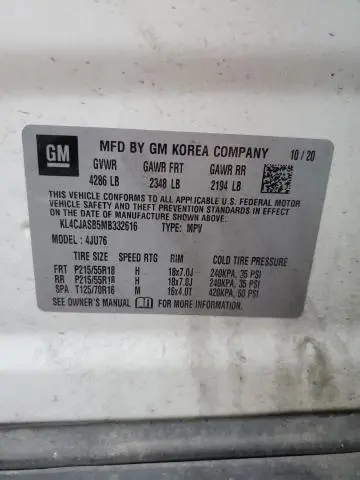 GM
MFD BY GM KOREA COMPANY 10/20
GVWR GAWR FRT GAWR RR
4286 LB 2348 LB 2194 LB
THIS VEHICLE CONFORMS TO ALL APPLICABLE U.S. FEDERAL MOTOR
VEHICLE SAFETY AND THEFT PREVENTION STANDARDS IN EFFECT
ON THE DATE OF MANUFACTURE SHOWN ABOVE.
KL4CJASB5MB332616 TYPE: MPV
MODEL: 4JU76
TIRE SIZE SPEED RTG RIM COLD TIRE PRESSURE
FRT P215/55R18 H 18x7.0J 240KPA, 35 PSI
RR P215/55R18 H 18x7.0J 240KPA, 35 PSI
SPA T125/70R16 M 16x4.0T 420KPA, 60 PSI
SEE OWNER'S MANUAL FOR MORE INFORMATION